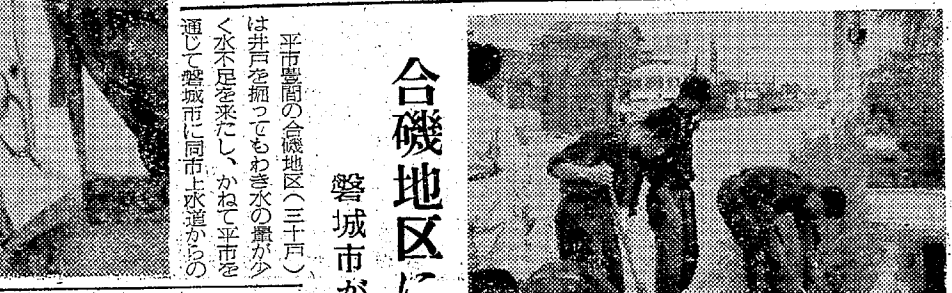 合磯地区に
磐城市が
平市豊間の合磯地区(三十戸)
は井戸を掘ってもわき水の量が少
く水不足を来たし、かねて平市を
通じて磐城市に同市上水道からの